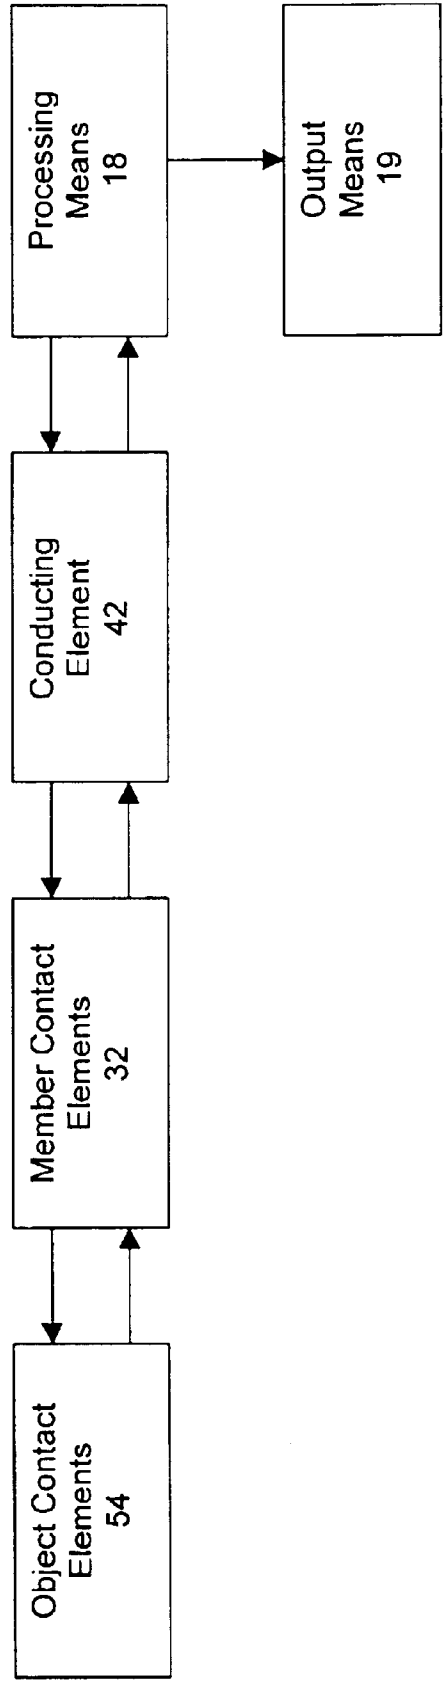 Object Contact
Elements
54
Member Contact
Elements
32
Conducting
Element
42
Processing
Means
18
Output
Means
19